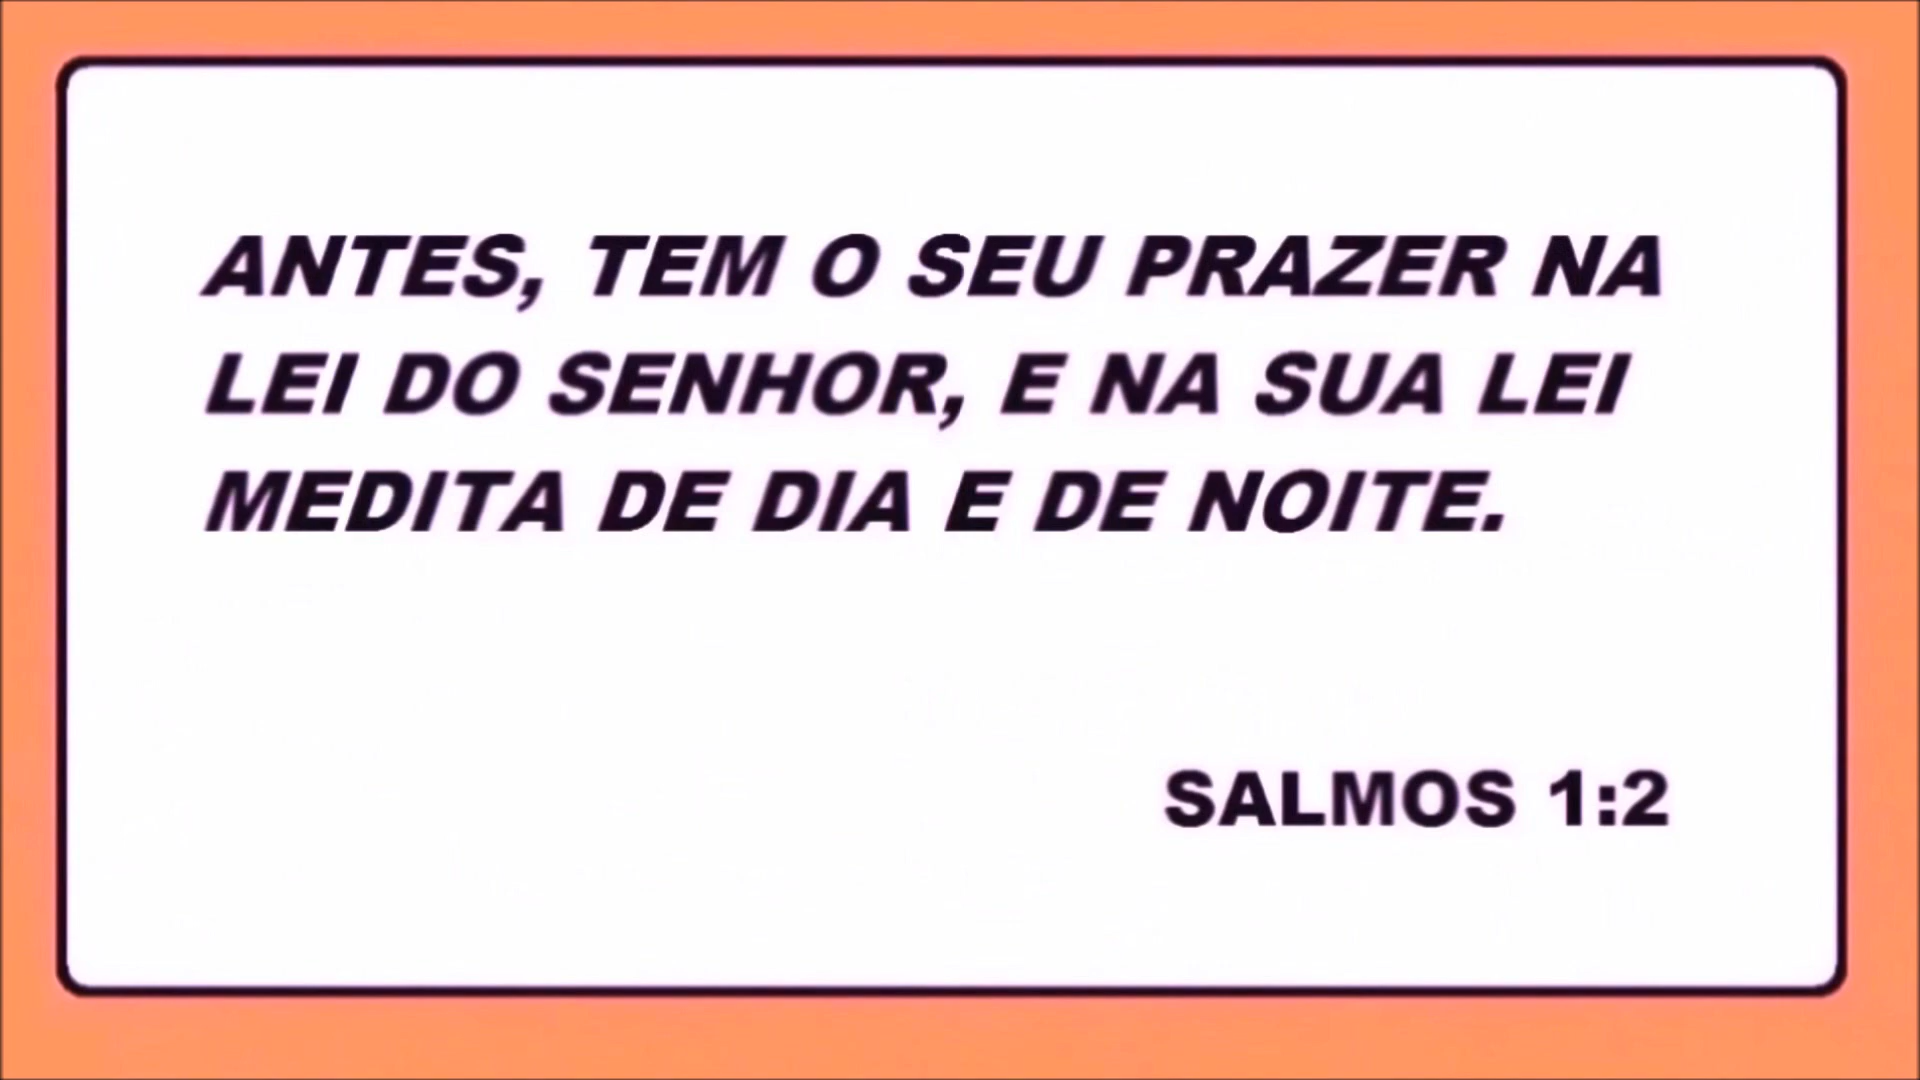 ANTES, TEM O SEU PRAZER NA
LEI DO SENHOR, E NA SUA LEI
MEDITA DE DIA E DE NOITE.
SALMOS 1:2